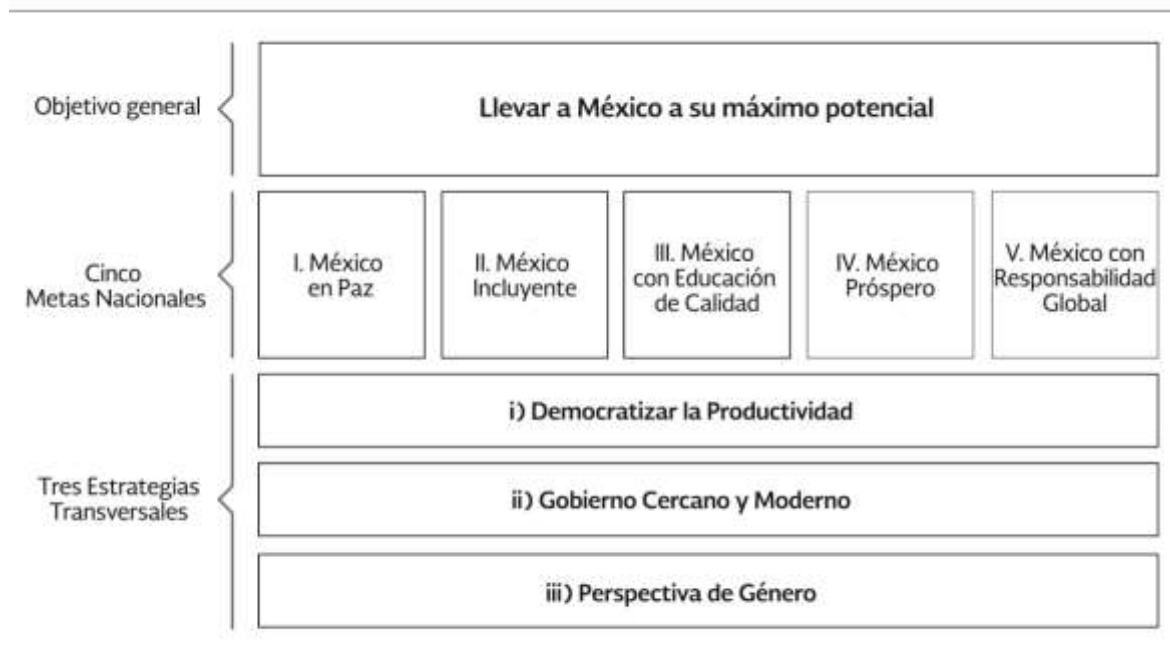 Objetivo general
Llevar a México a su máximo potencial
Cinco
Metas Nacionales
I. México
en Paz
II. México
Incluyente
III. México
con Educación
de Calidad
IV. México
Próspero
V. México con
Responsabilidad
Global
Tres Estrategias
Transversales
i) Democratizar la Productividad
ii) Gobierno Cercano y Moderno
iii) Perspectiva de Género